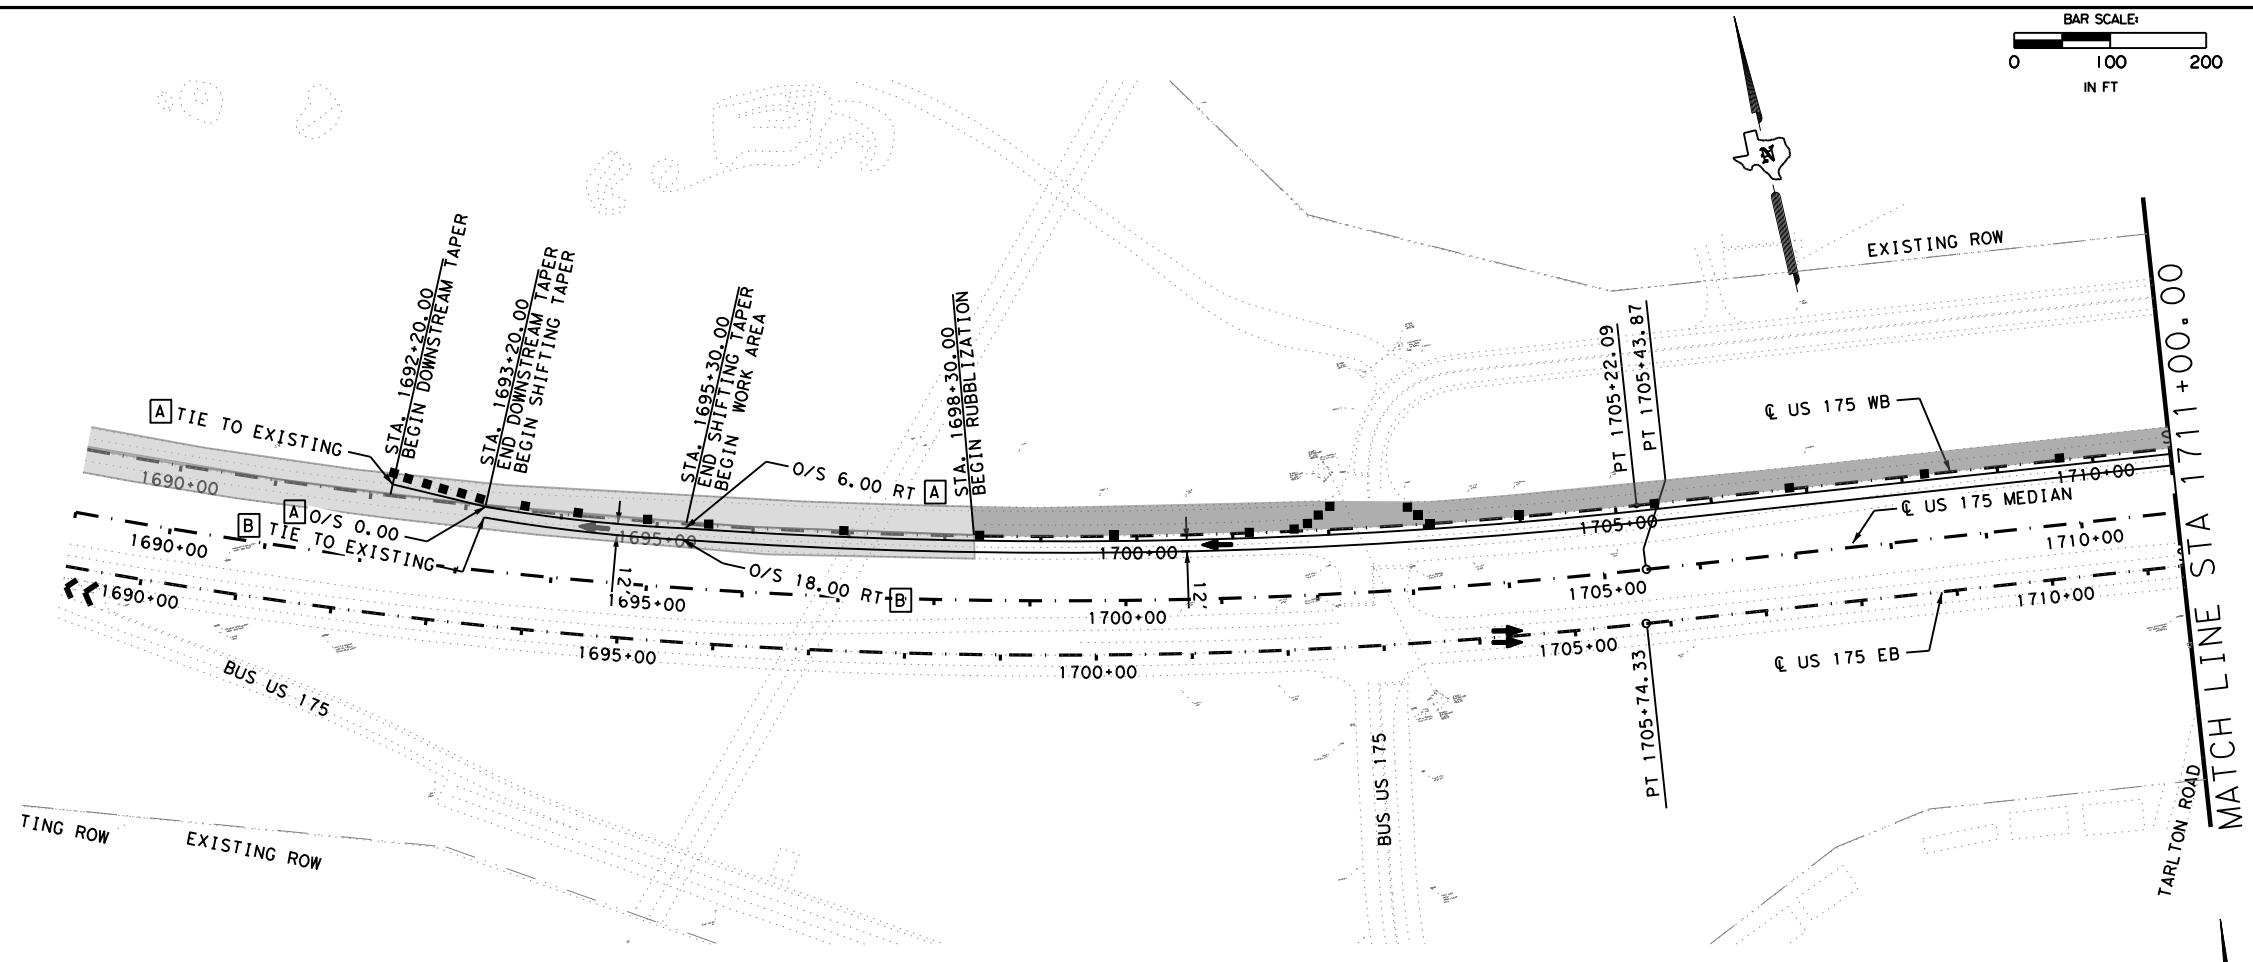 BAR SCALE:
0 100 200
IN FT
N
EXISTING ROW
MATCH LINE STA 1711+00.00
STA. 1692+20.00
BEGIN DOWNSTREAM TAPER
STA. 1693+20.00
END DOWNSTREAM TAPER
BEGIN SHIFTING TAPER
STA. 1695+30.00
END SHIFTING TAPER
BEGIN WORK AREA
STA. 1698+30.00
BEGIN RUBBLIZATION
PT 1705+22.09
PT 1705+43.87
℄ US 175 WB
A TIE TO EXISTING
O/S 6.00 RT A
1690+00
1695+00
1700+00
1705+00
1710+00
A O/S 0.00
B TIE TO EXISTING
O/S 18.00 RT B
12'
12'
℄ US 175 MEDIAN
1690+00
1695+00
1700+00
1705+00
1710+00
1690+00
1695+00
1700+00
1705+00
1710+00
℄ US 175 EB
PT 1705+74.33
BUS US 175
BUS US 175
TARLTON ROAD
TING ROW
EXISTING ROW